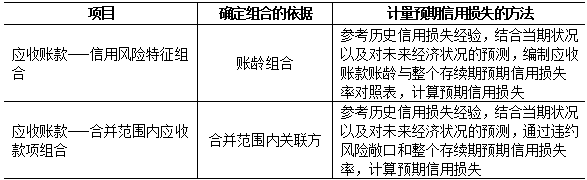 项目 确定组合的依据 计量预期信用损失的方法
应收账款——信用风险特征组合 账龄组合 参考历史信用损失经验，结合当期状况
以及对未来经济状况的预测，编制应收
账款账龄与整个存续期预期信用损失
率对照表，计算预期信用损失
应收账款——合并范围内应收
款项组合 合并范围内关联方 参考历史信用损失经验，结合当期状况
以及对未来经济状况的预测，通过违约
风险敞口和整个存续期预期信用损失
率，计算预期信用损失